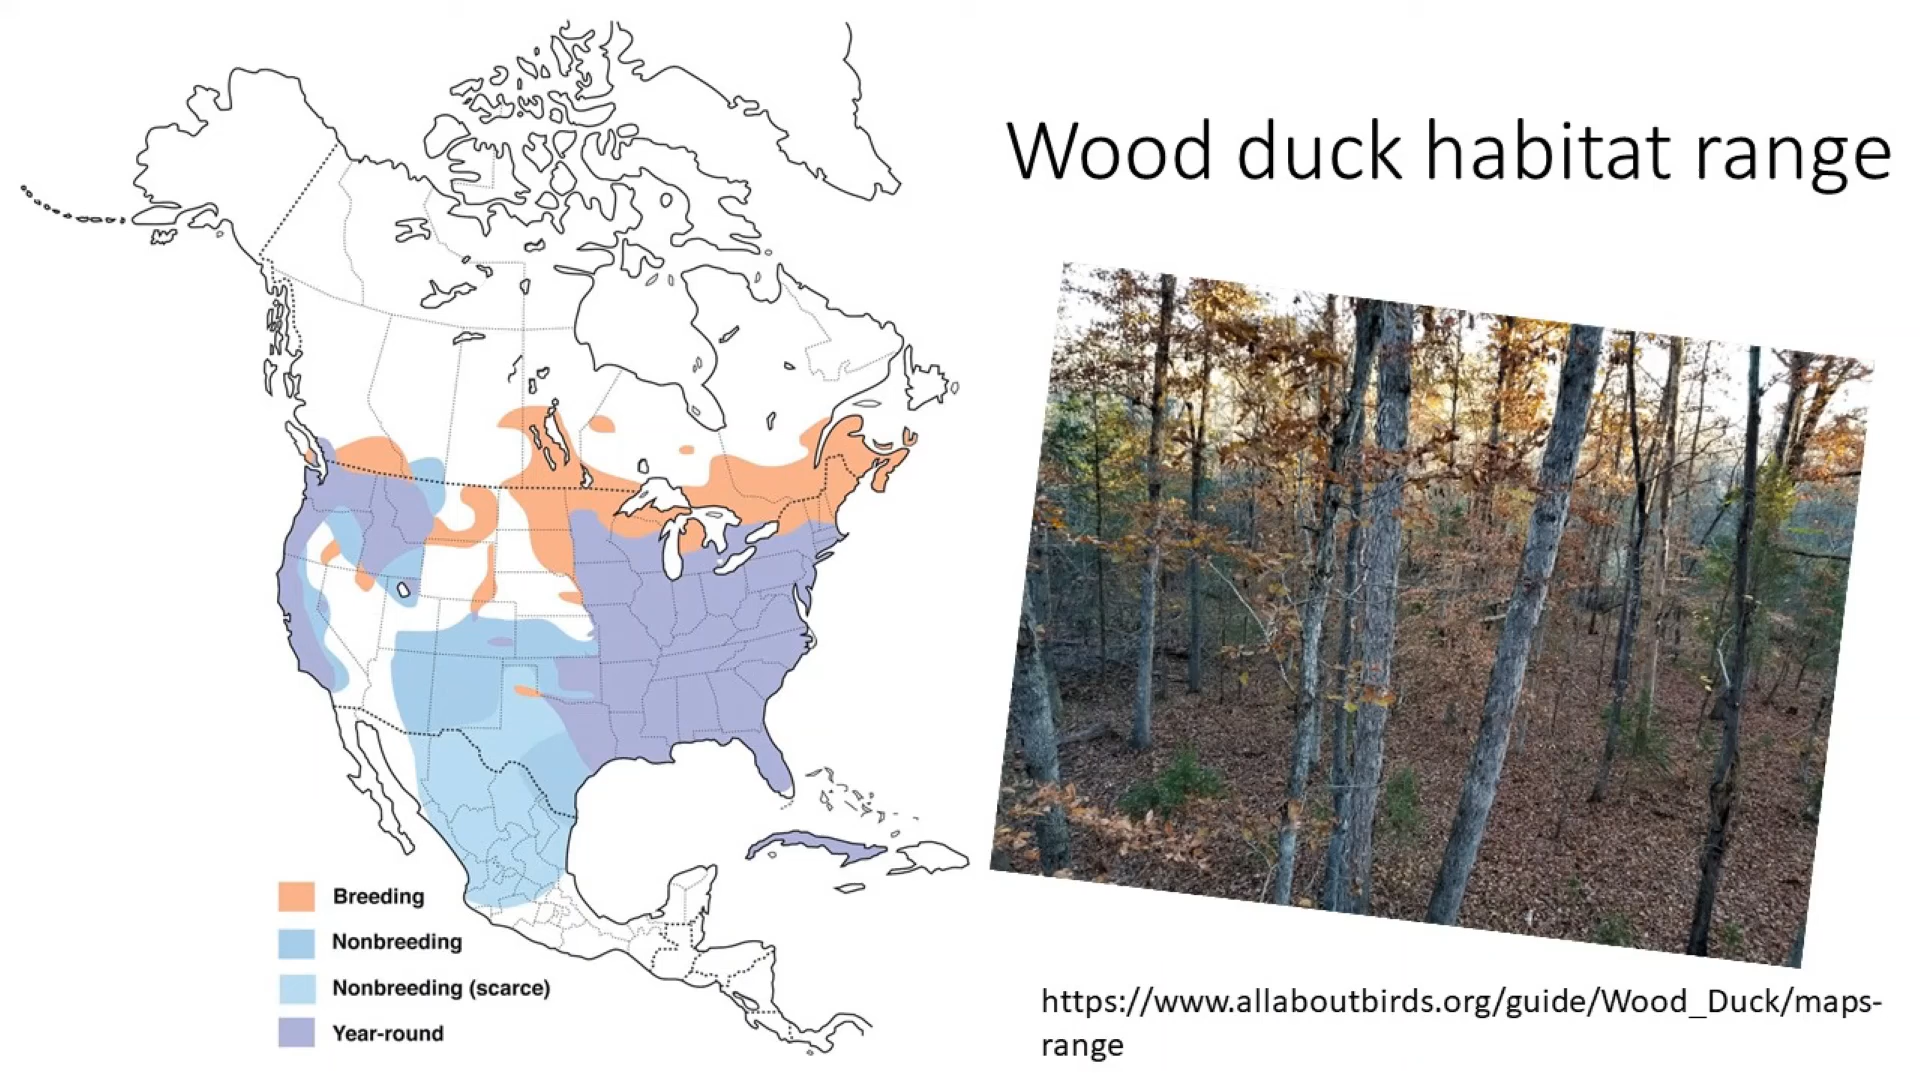 Wood duck habitat range
Breeding
Nonbreeding
Nonbreeding (scarce)
Year-round
https://www.allaboutbirds.org/guide/Wood_Duck/maps-
range